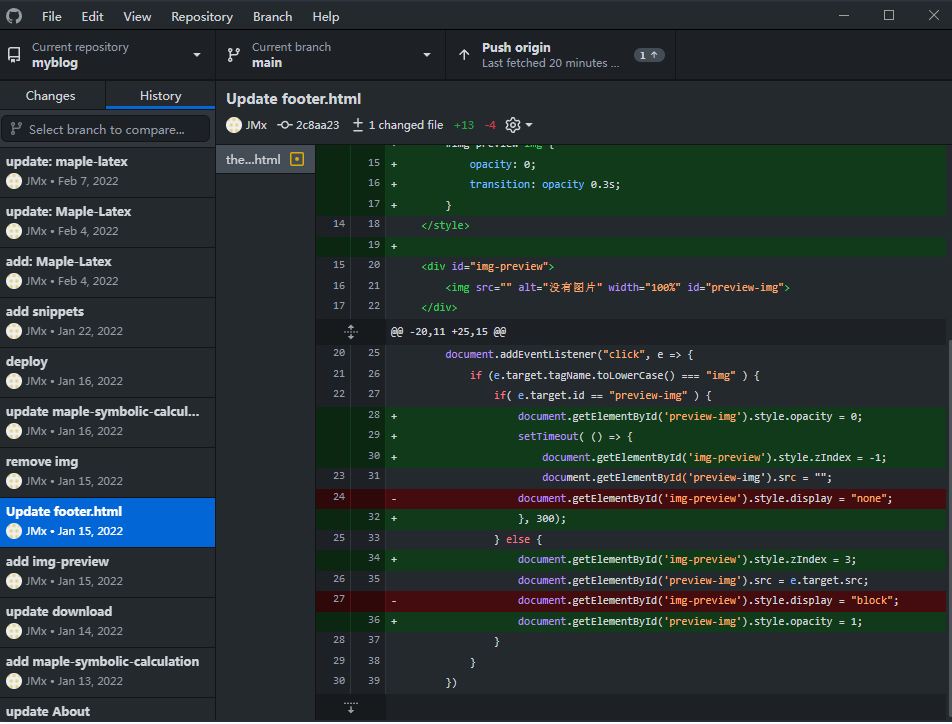 File Edit View Repository Branch Help
Current repository
myblog
Current branch
main
Push origin
Last fetched 20 minutes ...
1
Changes History
Select branch to compare...
update: maple-latex
JMx • Feb 7, 2022
update: Maple-Latex
JMx • Feb 4, 2022
add: Maple-Latex
JMx • Feb 4, 2022
add snippets
JMx • Jan 22, 2022
deploy
JMx • Jan 16, 2022
update maple-symbolic-calcul...
JMx • Jan 16, 2022
remove img
JMx • Jan 15, 2022
Update footer.html
JMx • Jan 15, 2022
add img-preview
JMx • Jan 15, 2022
update download
JMx • Jan 14, 2022
add maple-symbolic-calculation
JMx • Jan 13, 2022
update About
Update footer.html
JMx 2c8aa23 1 changed file +13 -4
the...html
#img-preview img {
15 + opacity: 0;
16 + transition: opacity 0.3s;
17 + }
14 18 </style>
19 +
15 20 <div id="img-preview">
16 21 <img src="" alt="没有图片" width="100%" id="preview-img">
17 22 </div>
@@ -20,11 +25,15 @@
20 25 document.addEventListener("click", e => {
21 26 if (e.target.tagName.toLowerCase() === "img" ) {
22 27 if( e.target.id == "preview-img" ) {
28 + document.getElementById('preview-img').style.opacity = 0;
29 + setTimeout( () => {
30 + document.getElementById('img-preview').style.zIndex = -1;
23 31 document.getElementById('preview-img').src = "";
24 - document.getElementById('img-preview').style.display = "none";
32 + }, 300);
25 33 } else {
34 + document.getElementById('img-preview').style.zIndex = 3;
26 35 document.getElementById('preview-img').src = e.target.src;
27 - document.getElementById('img-preview').style.display = "block";
36 + document.getElementById('preview-img').style.opacity = 1;
28 37 }
29 38 }
30 39 })